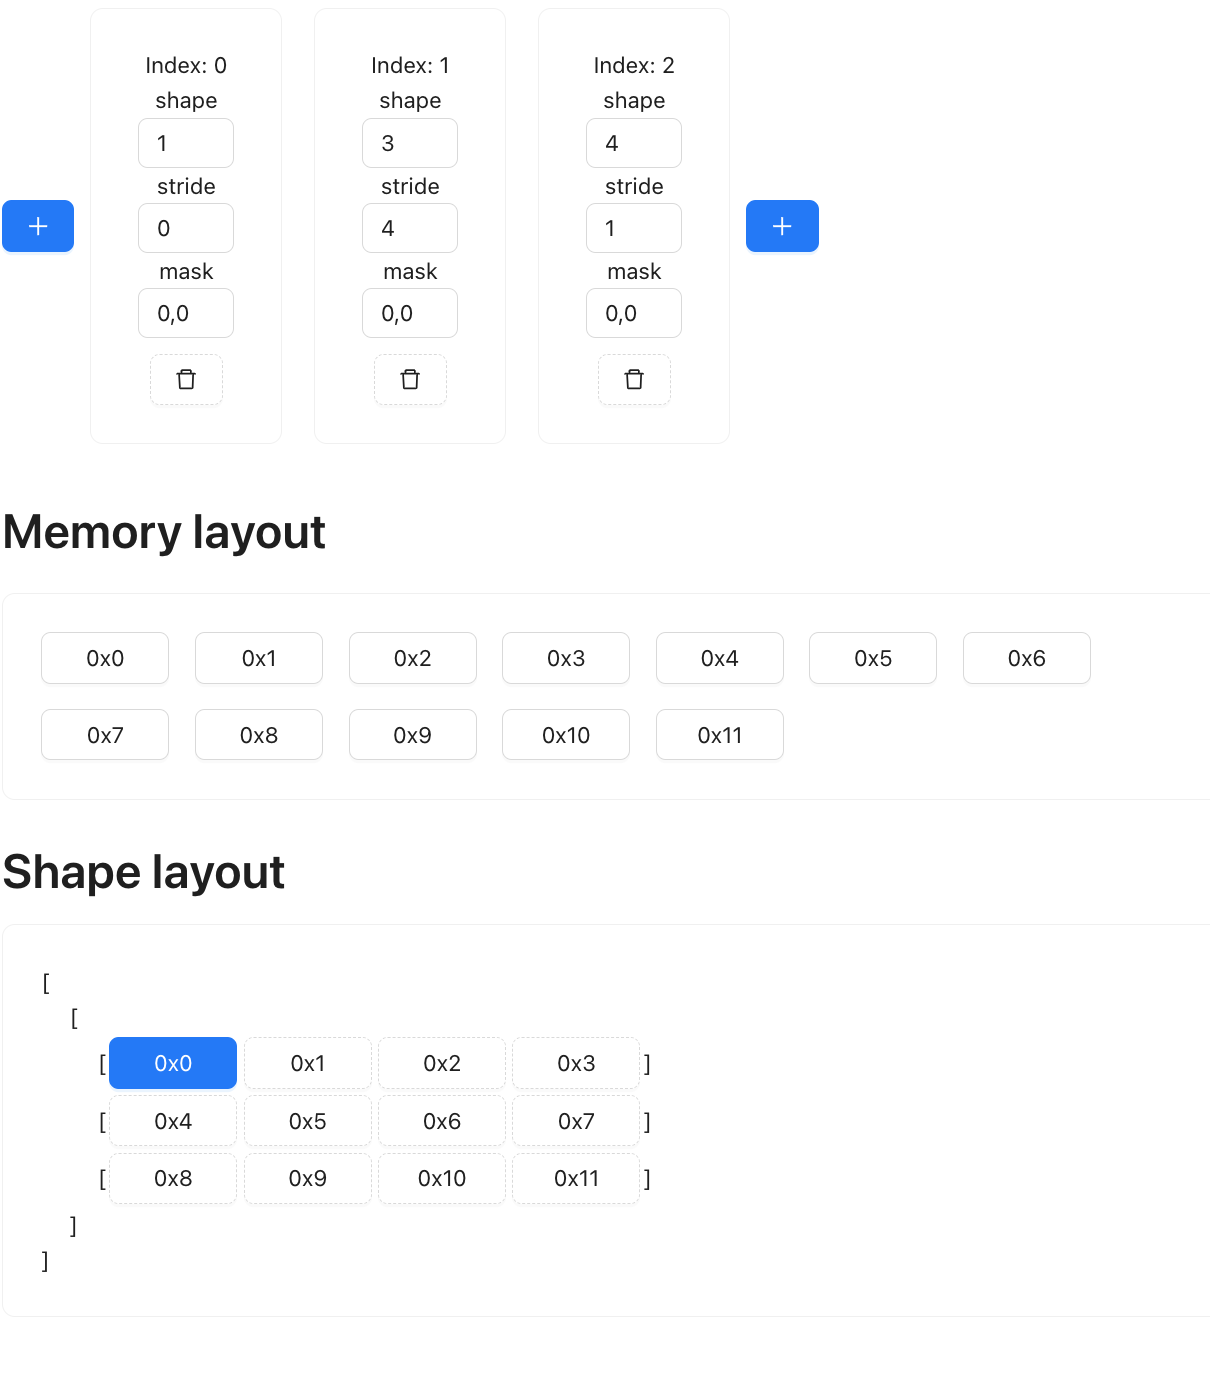 Index: 0 Index: 1 Index: 2
shape shape shape
1 3 4
stride stride stride
+ 0 4 1 +
mask mask mask
0,0 0,0 0,0
Memory layout
0x0 0x1 0x2 0x3 0x4 0x5 0x6
0x7 0x8 0x9 0x10 0x11
Shape layout
[
[
[ 0x0 0x1 0x2 0x3 ]
[ 0x4 0x5 0x6 0x7 ]
[ 0x8 0x9 0x10 0x11 ]
]
]